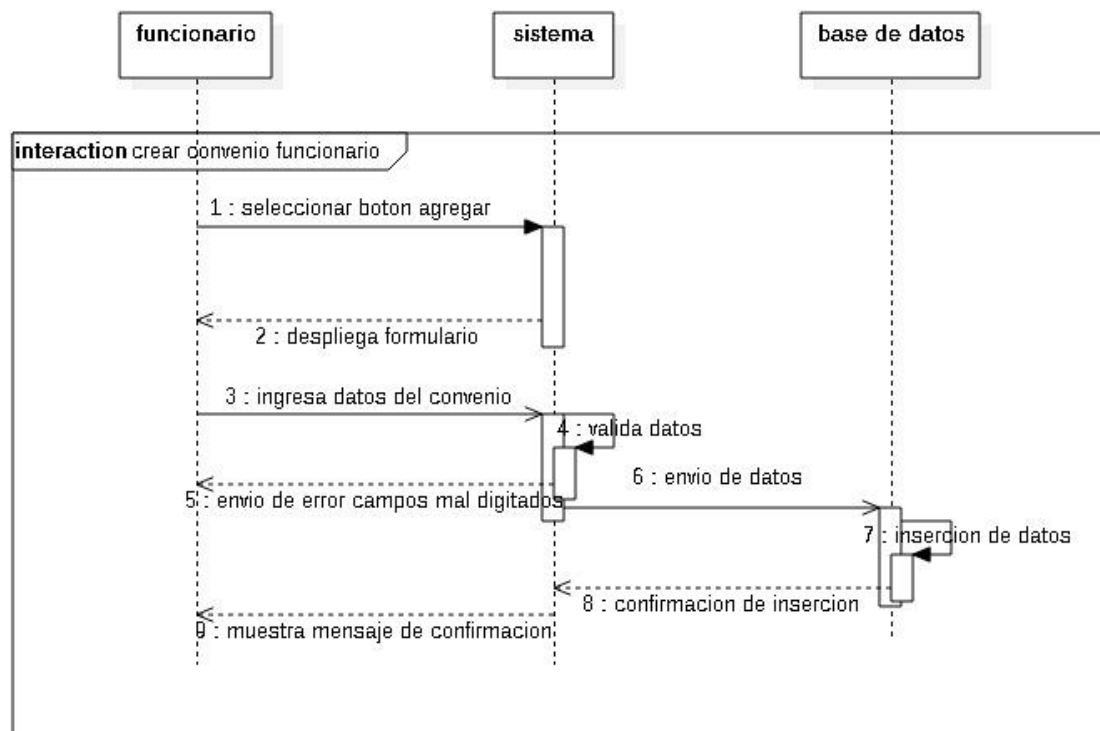 funcionario
sistema
base de datos
interaction crear convenio funcionario
1 : seleccionar boton agregar
2 : despliega formulario
3 : ingresa datos del convenio
4 : valida datos
5 : envio de error campos mal digitados
6 : envio de datos
7 : insercion de datos
8 : confirmacion de insercion
9 : muestra mensaje de confirmacion